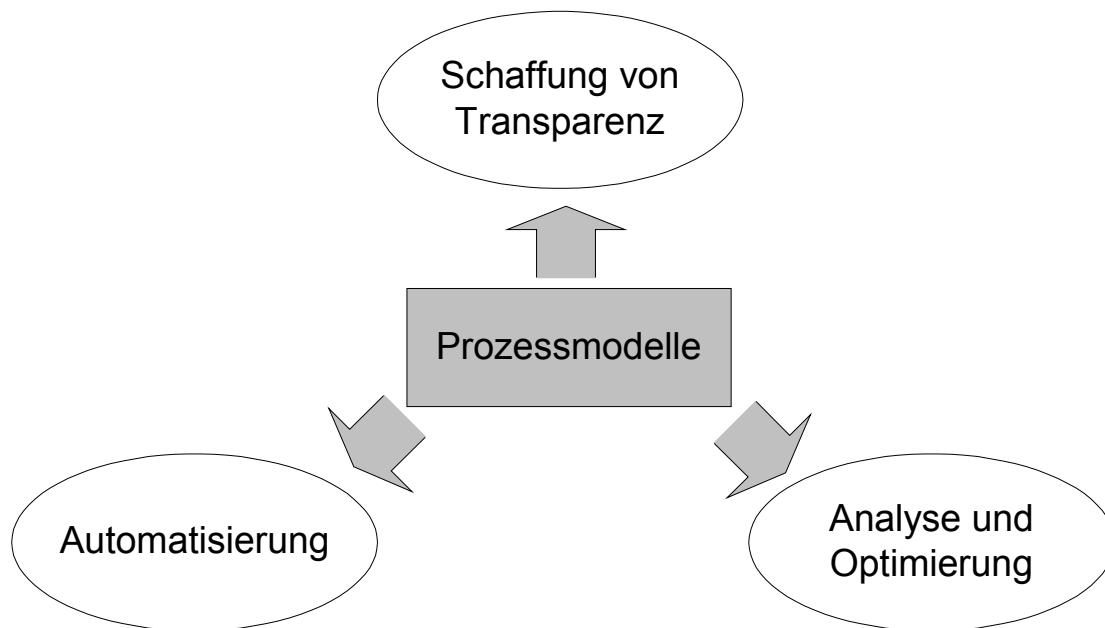 Schaffung von
Transparenz
Prozessmodelle
Automatisierung
Analyse und
Optimierung